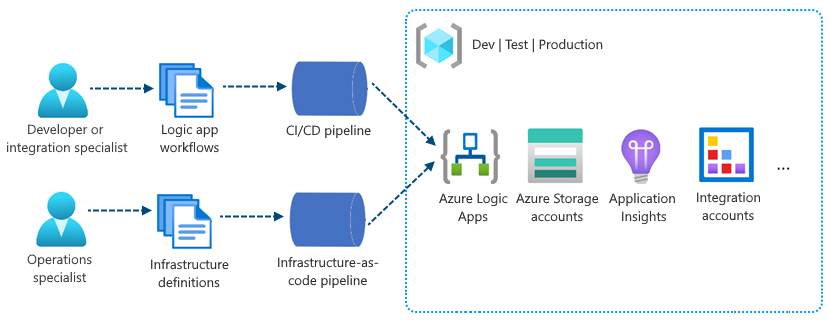 Dev | Test | Production
Developer or
integration specialist
Logic app
workflows
CI/CD pipeline
Azure Logic
Apps
Azure Storage
accounts
Application
Insights
Integration
accounts
...
Operations
specialist
Infrastructure
definitions
Infrastructure-as-
code pipeline